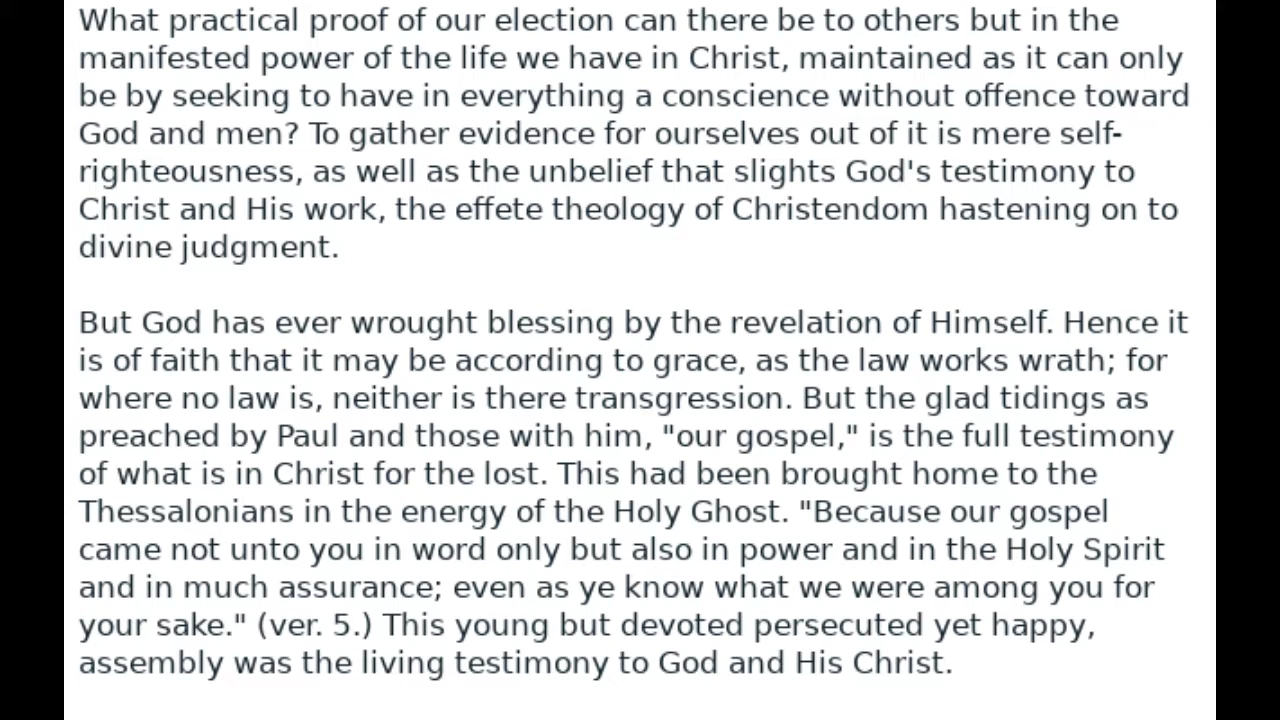 What practical proof of our election can there be to others but in the
manifested power of the life we have in Christ, maintained as it can only
be by seeking to have in everything a conscience without offence toward
God and men? To gather evidence for ourselves out of it is mere self-
righteousness, as well as the unbelief that slights God's testimony to
Christ and His work, the effete theology of Christendom hastening on to
divine judgment.
But God has ever wrought blessing by the revelation of Himself. Hence it
is of faith that it may be according to grace, as the law works wrath; for
where no law is, neither is there transgression. But the glad tidings as
preached by Paul and those with him, "our gospel," is the full testimony
of what is in Christ for the lost. This had been brought home to the
Thessalonians in the energy of the Holy Ghost. "Because our gospel
came not unto you in word only but also in power and in the Holy Spirit
and in much assurance; even as ye know what we were among you for
your sake." (ver. 5.) This young but devoted persecuted yet happy,
assembly was the living testimony to God and His Christ.